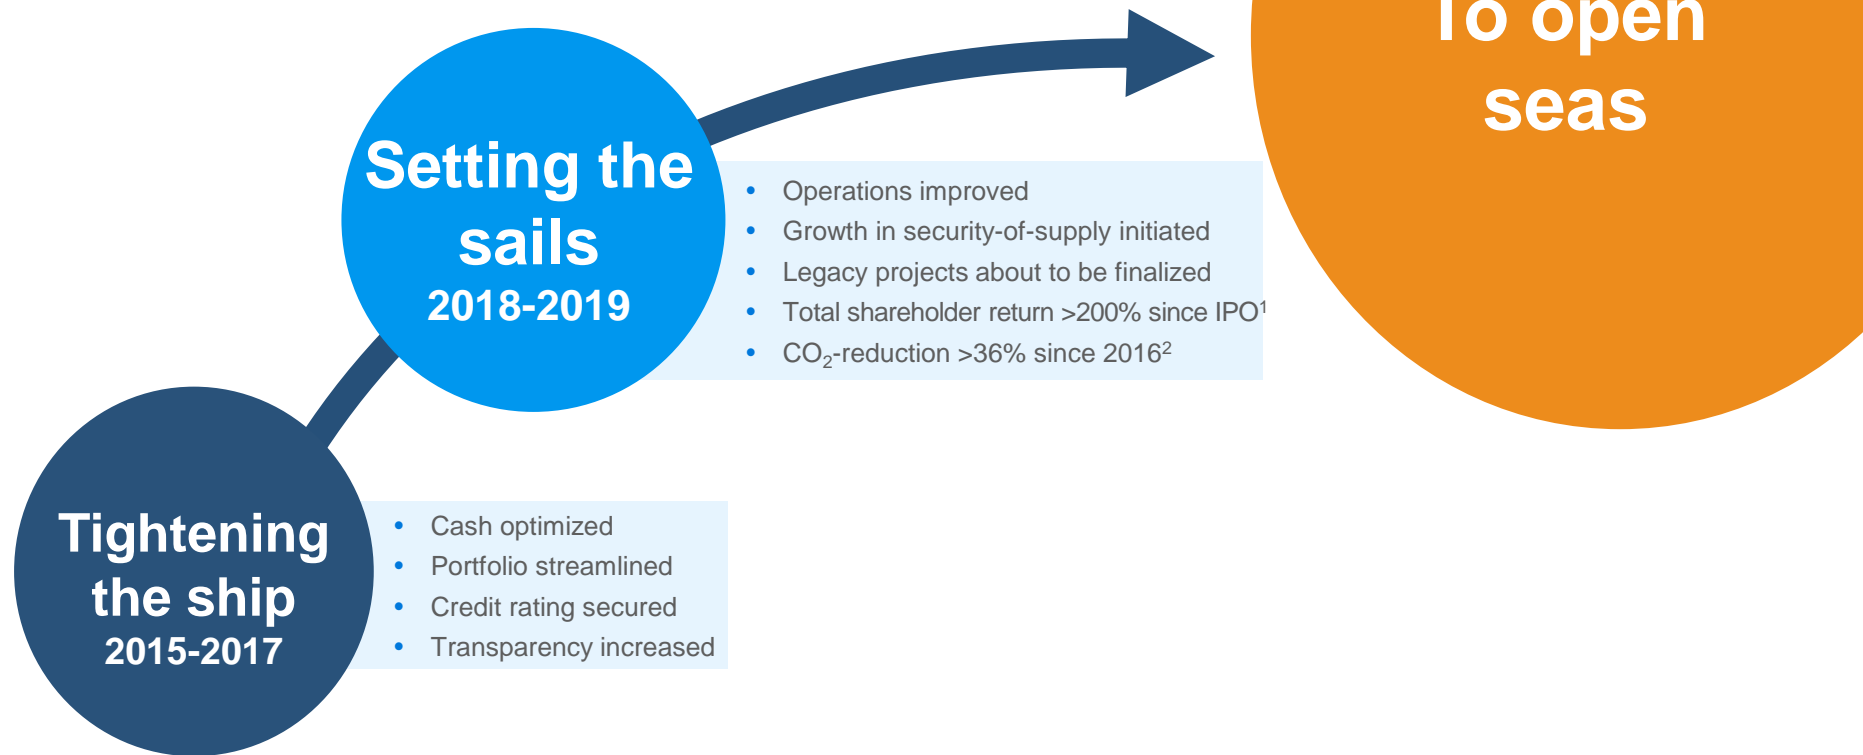 To open
seas
Setting the
sails
2018-2019
• Operations improved
• Growth in security-of-supply initiated
• Legacy projects about to be finalized
• Total shareholder return >200% since IPO¹
• CO₂-reduction >36% since 2016²
Tightening
the ship
2015-2017
• Cash optimized
• Portfolio streamlined
• Credit rating secured
• Transparency increased